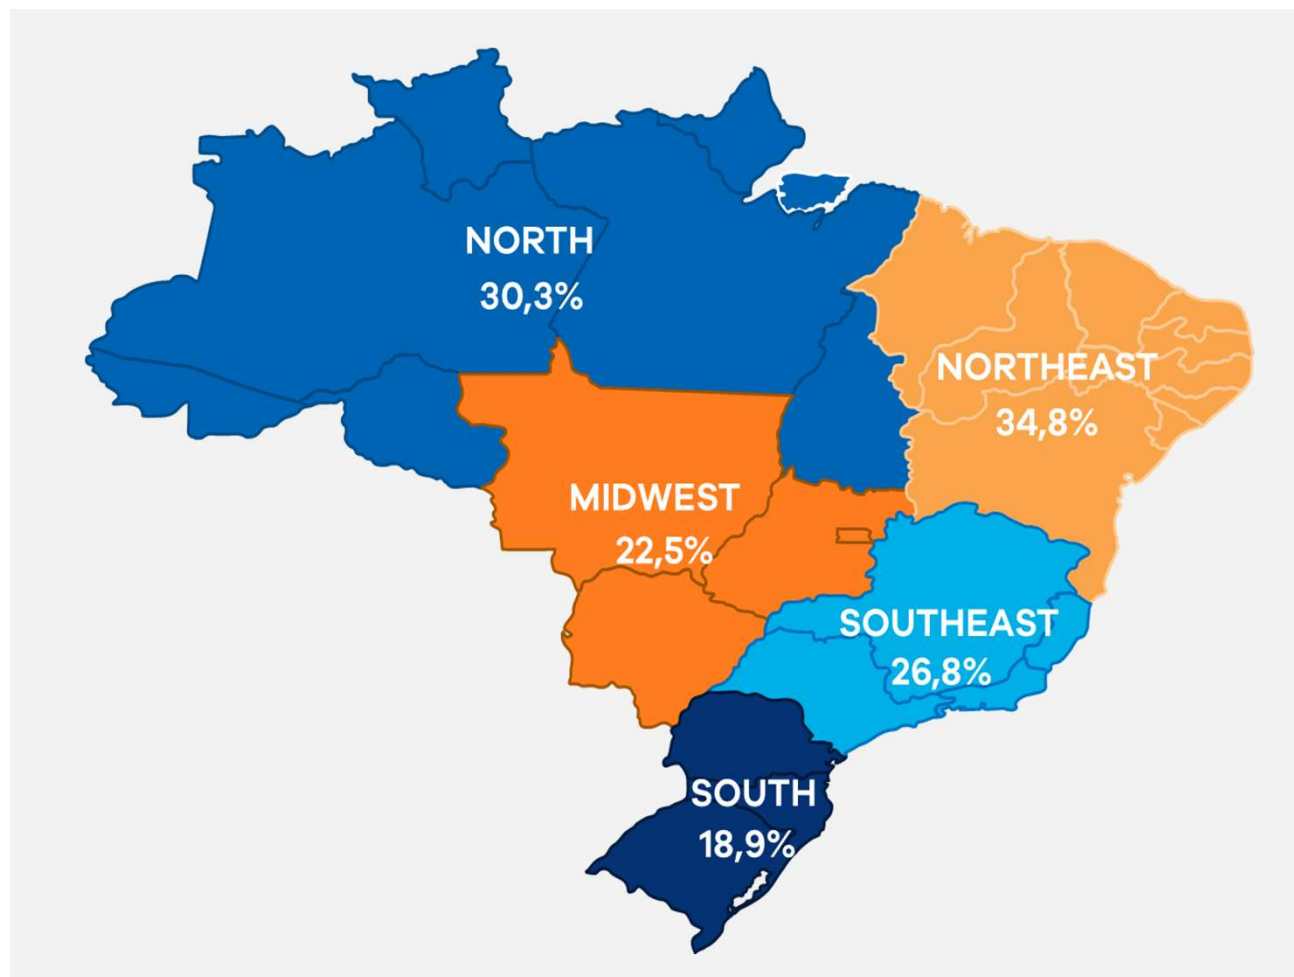 NORTH
30,3%
NORTHEAST
34,8%
MIDWEST
22,5%
SOUTHEAST
26,8%
SOUTH
18,9%